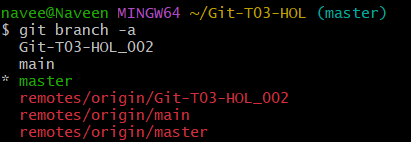 navee@Naveen MINGW64 ~/Git-T03-HOL (master)
$ git branch -a
  Git-T03-HOL_002
  main
* master
  remotes/origin/Git-T03-HOL_002
  remotes/origin/main
  remotes/origin/master